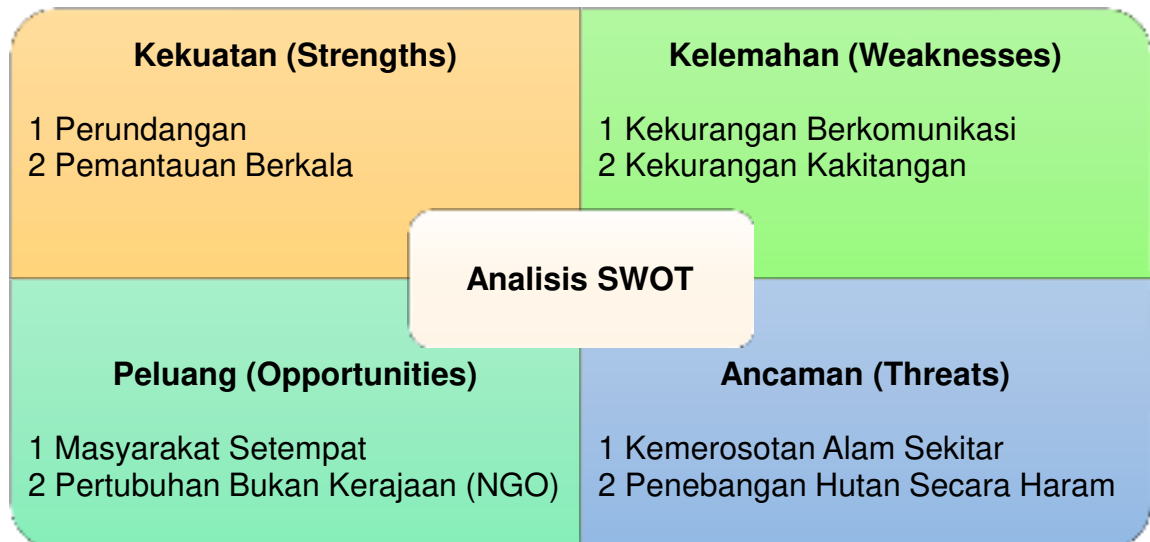 Kekuatan (Strengths)
1 Perundangan
2 Pemantauan Berkala
Kelemahan (Weaknesses)
1 Kekurangan Berkomunikasi
2 Kekurangan Kakitangan
Analisis SWOT
Peluang (Opportunities)
1 Masyarakat Setempat
2 Pertubuhan Bukan Kerajaan (NGO)
Ancaman (Threats)
1 Kemerosotan Alam Sekitar
2 Penebangan Hutan Secara Haram